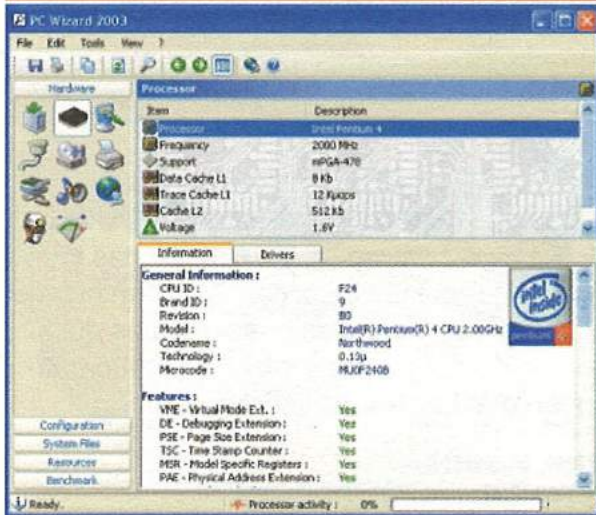 PC Wizard 2003
File Edit Tools View ?
Hardware
Processor
Item Description
Processor Intel Pentium 4
Frequency 2000 MHz
Support mPGA-478
Data Cache L1 8 Kb
Trace Cache L1 12 Kµops
Cache L2 512 Kb
Voltage 1.6V
Information Drivers
General Information :
CPU ID : F24
Brand ID : 9
Revision : B0
Model : Intel(R) Pentium(R) 4 CPU 2.00GHz
Codename : Northwood
Technology : 0.13µ
Microcode : MU0F240B
intel inside
pentium 4
Features :
VME - Virtual Mode Ext. : Yes
DE - Debugging Extension : Yes
PSE - Page Size Extension : Yes
TSC - Time Stamp Counter : Yes
MSR - Model Specific Registers : Yes
PAE - Physical Address Extension : Yes
Configuration
System Files
Resources
Benchmark
Ready. Processor activity : 0%